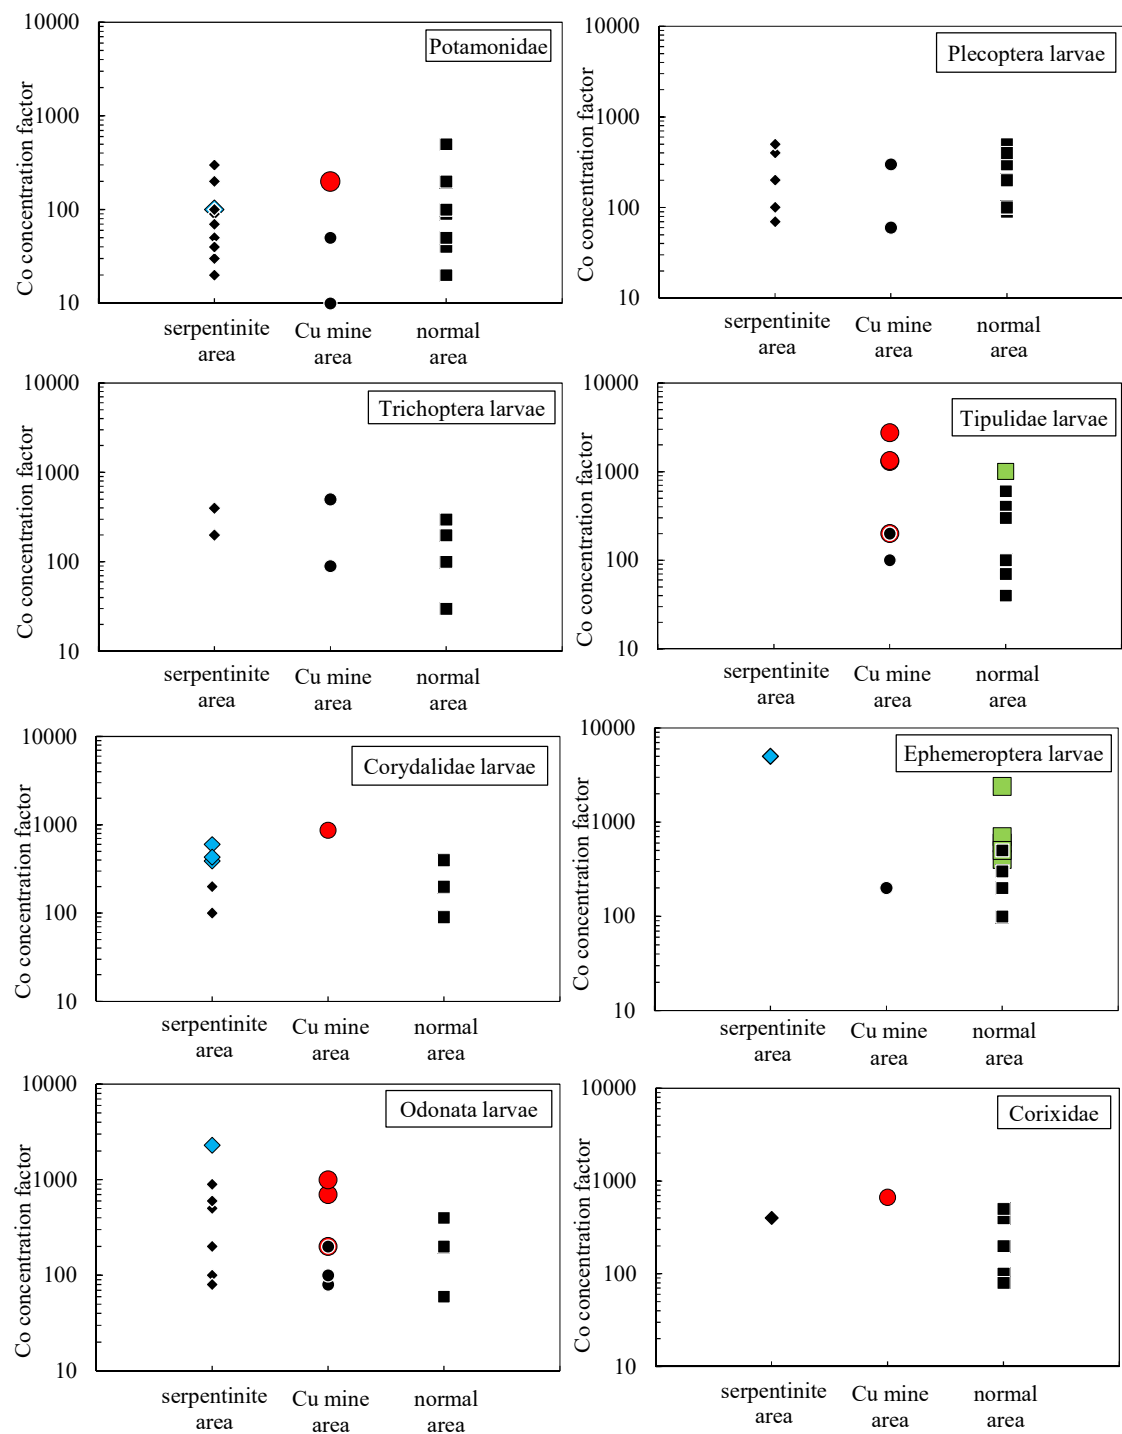 Co concentration factor
10000
1000
100
10
Potamonidae
serpentinite
area
Cu mine
area
normal
area
Co concentration factor
10000
1000
100
10
Plecoptera larvae
serpentinite
area
Cu mine
area
normal
area
Co concentration factor
10000
1000
100
10
Trichoptera larvae
serpentinite
area
Cu mine
area
normal
area
Co concentration factor
10000
1000
100
10
Tipulidae larvae
serpentinite
area
Cu mine
area
normal
area
Co concentration factor
10000
1000
100
10
Corydalidae larvae
serpentinite
area
Cu mine
area
normal
area
Co concentration factor
10000
1000
100
10
Ephemeroptera larvae
serpentinite
area
Cu mine
area
normal
area
Co concentration factor
10000
1000
100
10
Odonata larvae
serpentinite
area
Cu mine
area
normal
area
Co concentration factor
10000
1000
100
10
Corixidae
serpentinite
area
Cu mine
area
normal
area